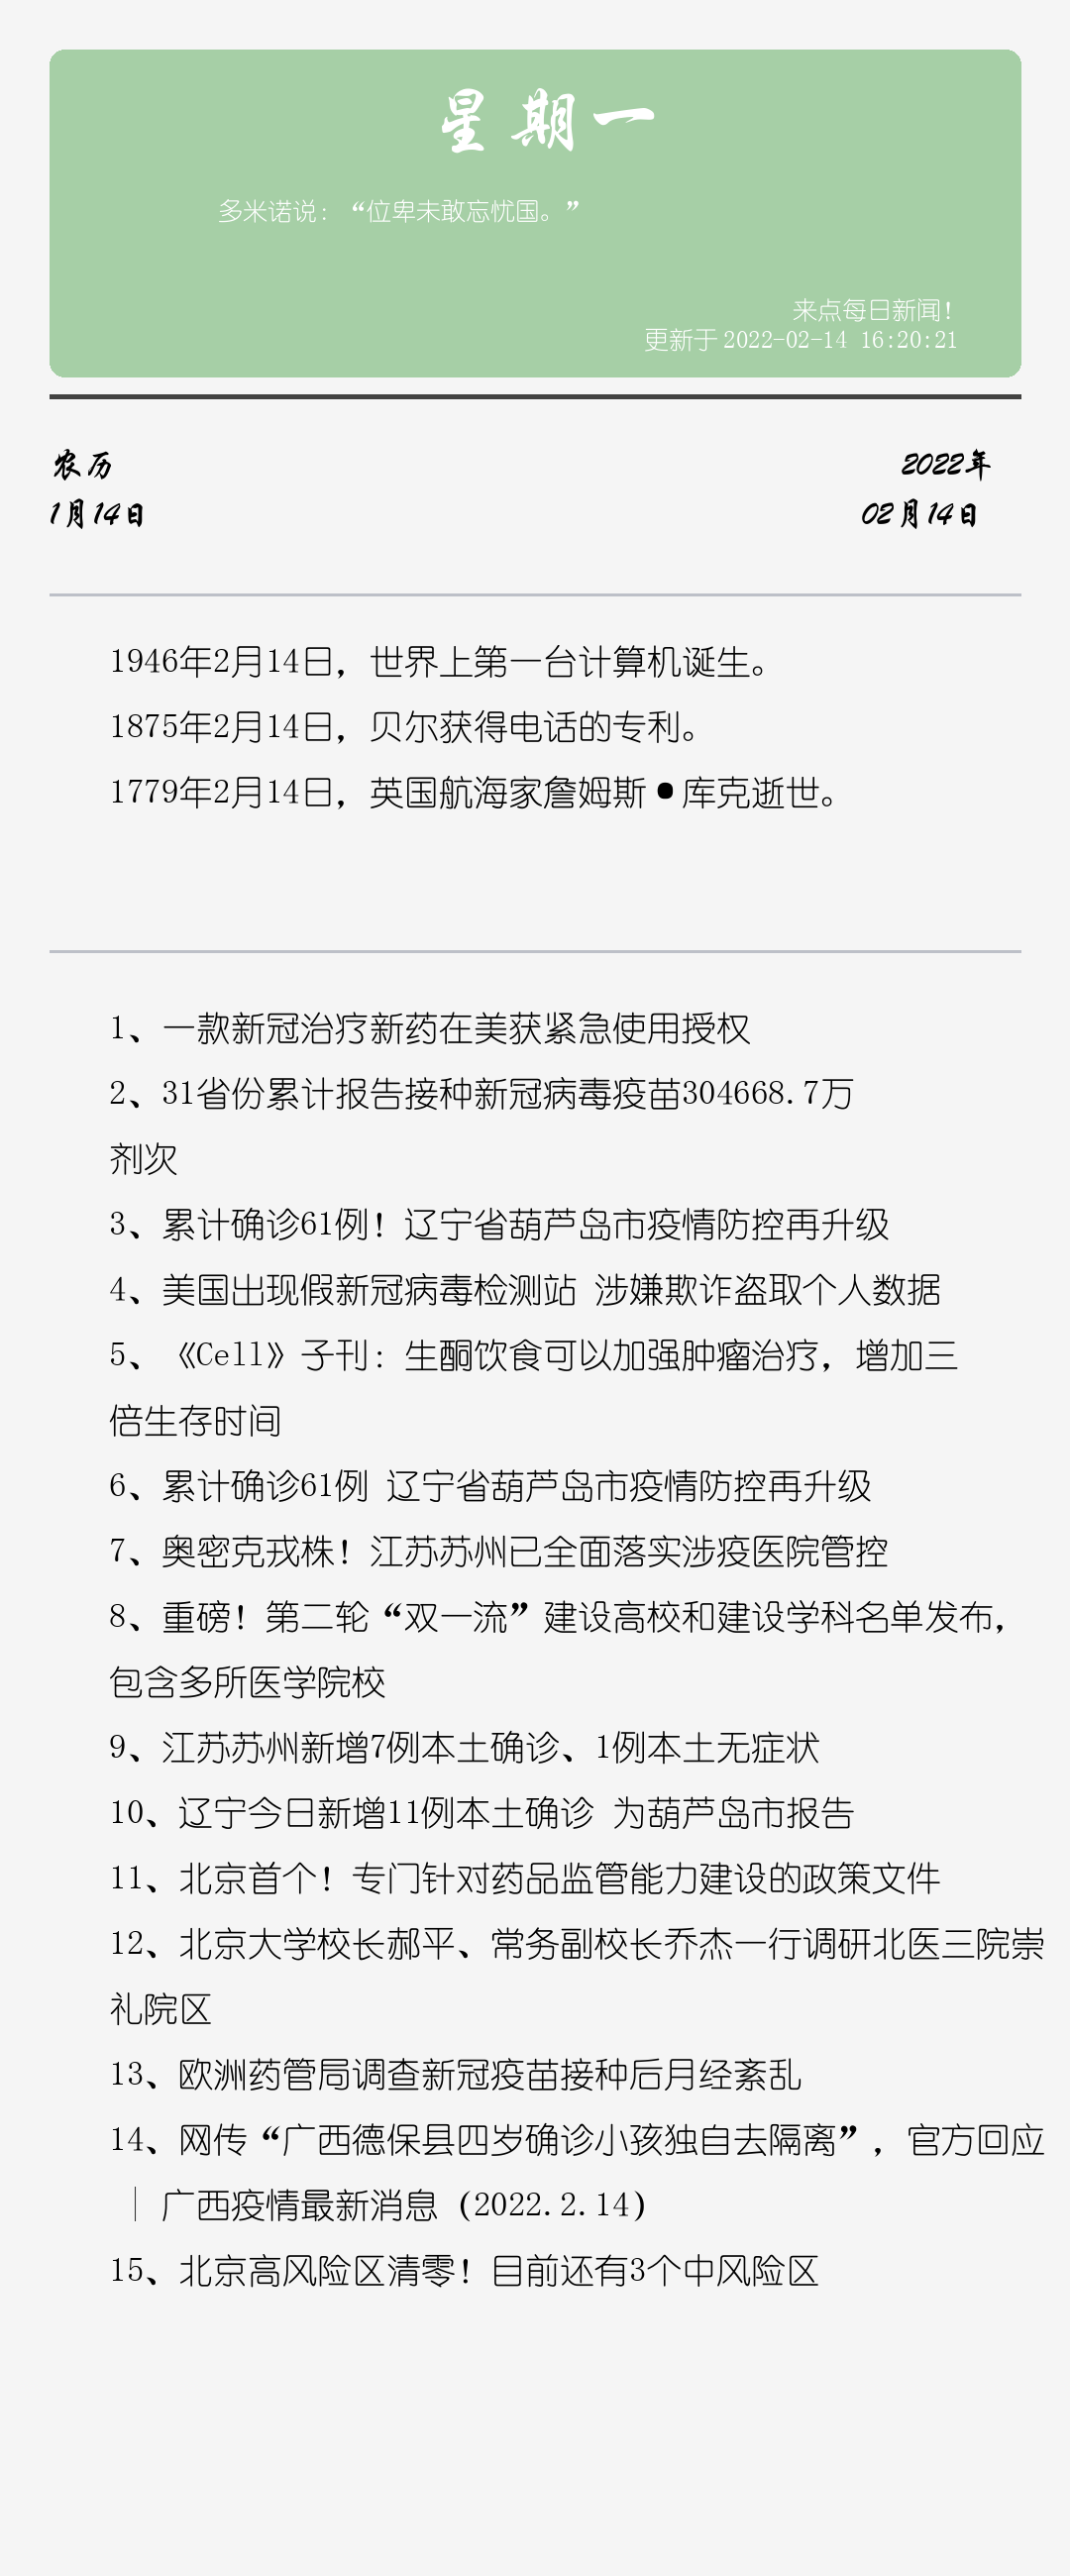 星期一
多米诺说：“位卑未敢忘忧国。”
来点每日新闻！
更新于2022-02-14 16:20:21
农历
2022年
1月14日
02月14日
1946年2月14日，世界上第一台计算机诞生。
1875年2月14日，贝尔获得电话的专利。
1779年2月14日，英国航海家詹姆斯•库克逝世。
1、一款新冠治疗新药在美获紧急使用授权
2、31省份累计报告接种新冠病毒疫苗304668.7万
剂次
3、累计确诊61例！辽宁省葫芦岛市疫情防控再升级
4、美国出现假新冠病毒检测站 涉嫌欺诈盗取个人数据
5、《Cell》子刊：生酮饮食可以加强肿瘤治疗，增加三
倍生存时间
6、累计确诊61例 辽宁省葫芦岛市疫情防控再升级
7、奥密克戎株！江苏苏州已全面落实涉疫医院管控
8、重磅！第二轮“双一流”建设高校和建设学科名单发布，
包含多所医学院校
9、江苏苏州新增7例本土确诊、1例本土无症状
10、辽宁今日新增11例本土确诊 为葫芦岛市报告
11、北京首个！专门针对药品监管能力建设的政策文件
12、北京大学校长郝平、常务副校长乔杰一行调研北医三院崇
礼院区
13、欧洲药管局调查新冠疫苗接种后月经紊乱
14、网传“广西德保县四岁确诊小孩独自去隔离”，官方回应
｜广西疫情最新消息（2022.2.14）
15、北京高风险区清零！目前还有3个中风险区